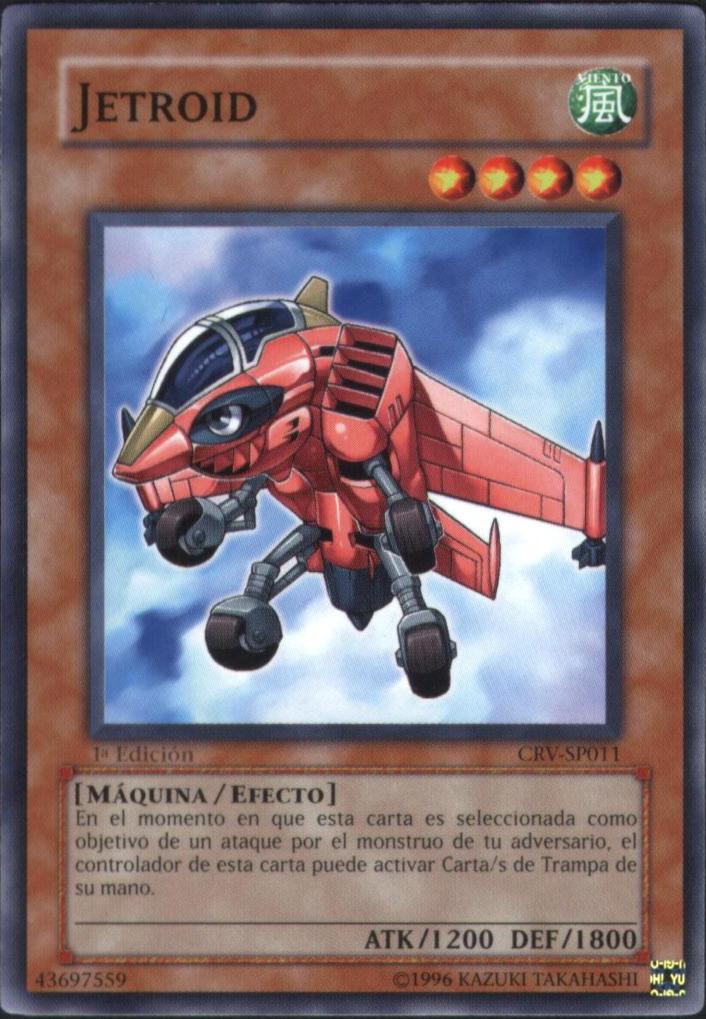 JETROID
VIENTO
風
1ª Edición
CRV-SP011
[MÁQUINA/EFECTO]
En el momento en que esta carta es seleccionada como
objetivo de un ataque por el monstruo de tu adversario, el
controlador de esta carta puede activar Carta/s de Trampa de
su mano.
ATK/1200 DEF/1800
43697559
©1996 KAZUKI TAKAHASHI